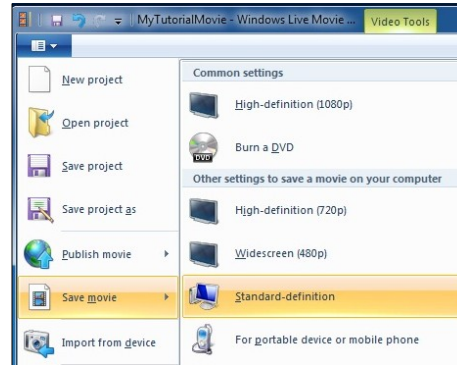 MyTutorialMovie - Windows Live Movie ... Video Tools
New project
Open project
Save project
Save project as
Publish movie
Save movie
Import from device
Common settings
High-definition (1080p)
DVD
Burn a DVD
Other settings to save a movie on your computer
High-definition (720p)
Widescreen (480p)
Standard-definition
For portable device or mobile phone